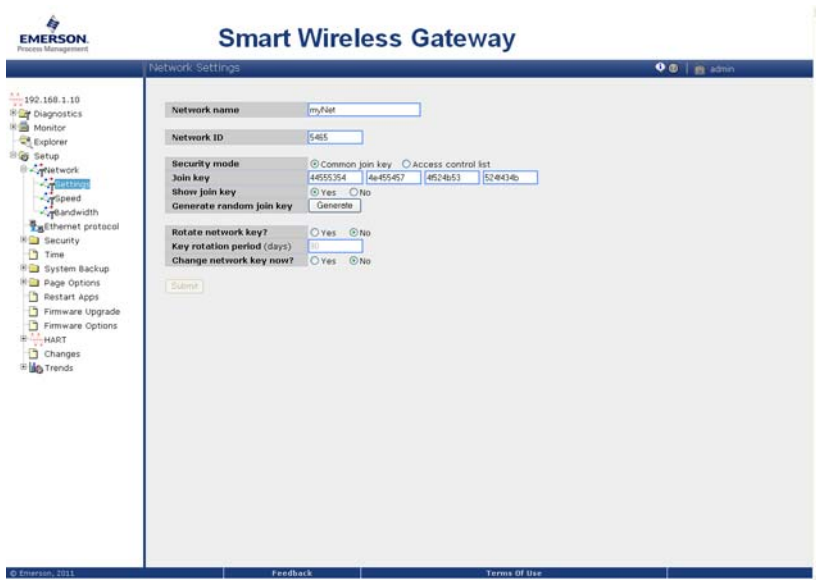 EMERSON.
Process Management
Smart Wireless Gateway
Network Settings
admin
192.168.1.10
Diagnostics
Monitor
Explorer
Setup
Network
Settings
Speed
Bandwidth
Ethernet protocol
Security
Time
System Backup
Page Options
Restart Apps
Firmware Upgrade
Firmware Options
HART
Changes
Trends
Network name myNet
Network ID 5465
Security mode Common join key Access control list
Join key 44555354 4e455457 4f524b53 524f434b
Show join key Yes No
Generate random join key Generate
Rotate network key? Yes No
Key rotation period (days)
Change network key now? Yes No
Submit
© Emerson, 2011 Feedback Terms Of Use